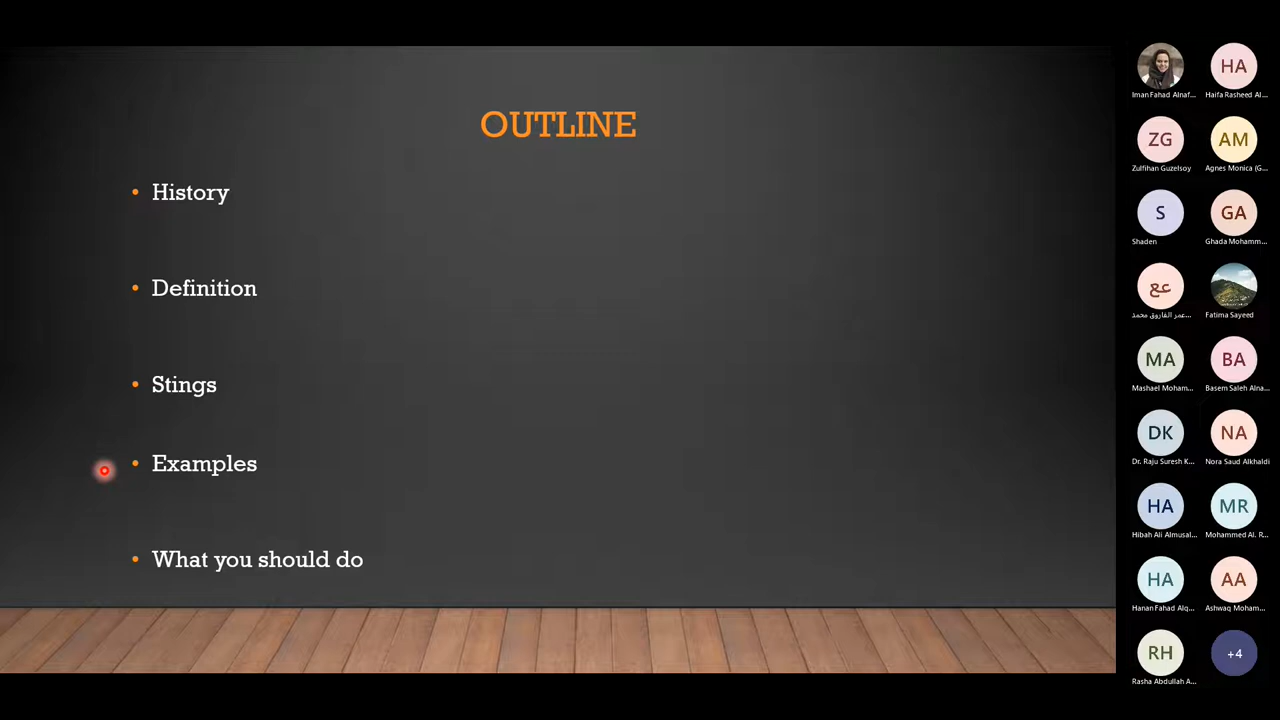 OUTLINE
• History
• Definition
• Stings
• Examples
• What you should do
Iman Fahad Alnaf...
HA
Haifa Rasheed Al...
ZG
Zulfihan Guzelsoy
AM
Agnes Monica (G...
S
Shaden
GA
Ghada Mohamm...
عع
عمر الفاروق محمد...
Fatima Sayeed
MA
Mashael Moham...
BA
Basem Saleh Alna...
DK
Dr. Raju Suresh K...
NA
Nora Saud Alkhaldi
HA
Hibah Ali Almusal...
MR
Mohammed Al. R...
HA
Hanan Fahad Alq...
AA
Ashwaq Moham...
RH
Rasha Abdullah A...
+4